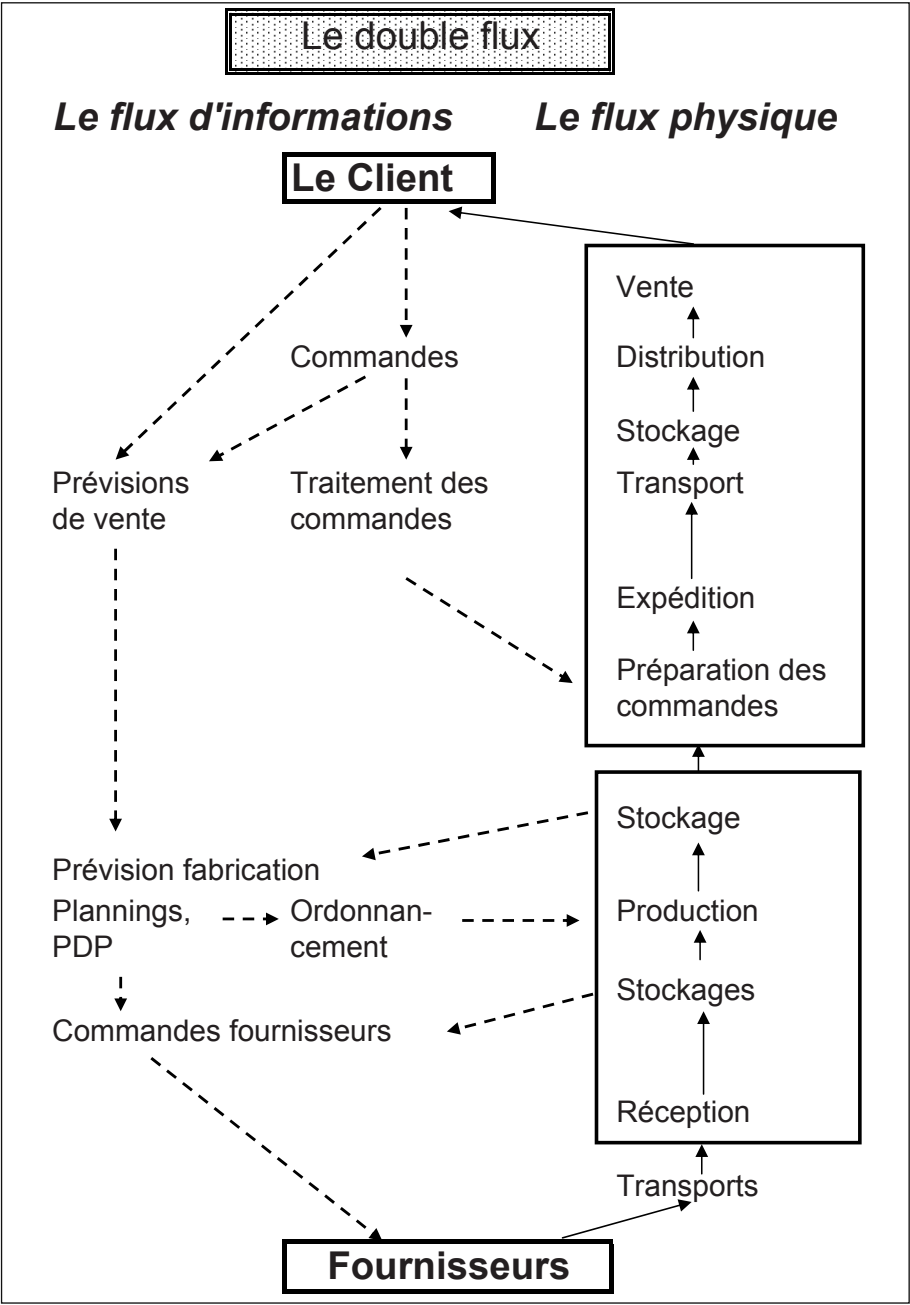 Le double flux
Le flux d'informations
Le flux physique
Le Client
Vente
Commandes
Distribution
Stockage
Prévisions
de vente
Traitement des
commandes
Transport
Expédition
Préparation des
commandes
Stockage
Prévision fabrication
Plannings,
PDP
Ordonnan-
cement
Production
Stockages
Commandes fournisseurs
Réception
Transports
Fournisseurs